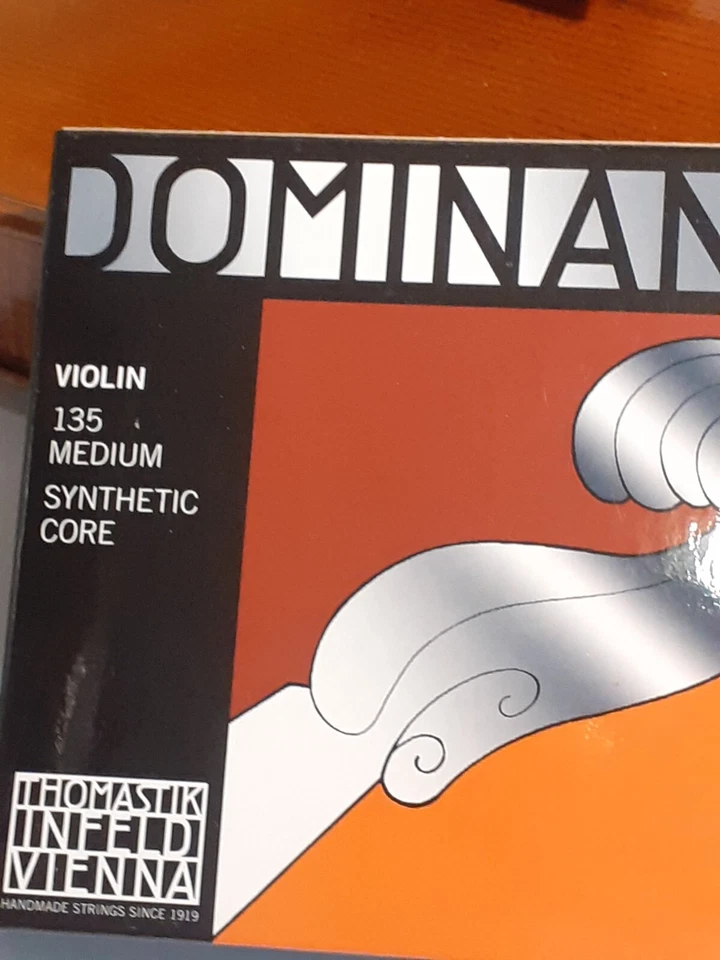 DOMINAN
VIOLIN
135
MEDIUM
SYNTHETIC
CORE
THOMASTIK
INFELD
VIENNA
HANDMADE STRINGS SINCE 1919